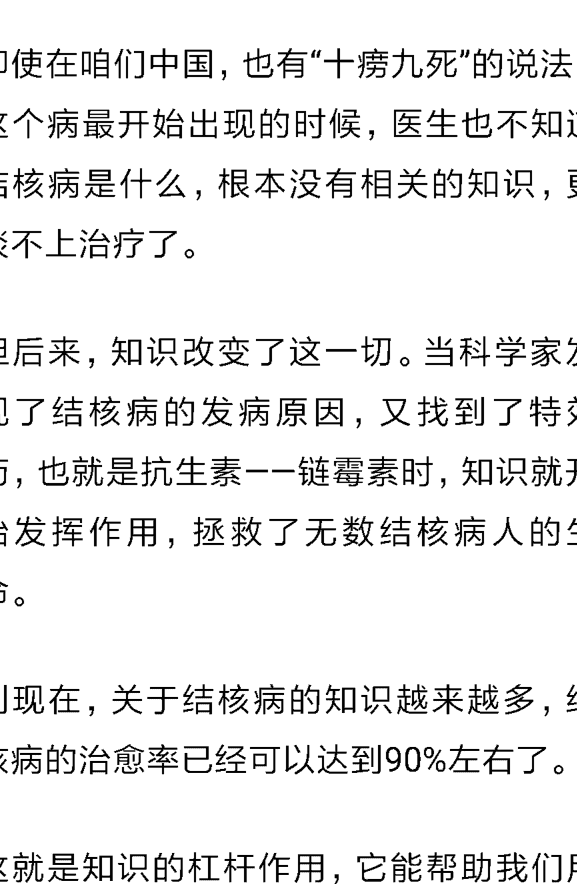 即使在咱们中国，也有“十痨九死”的说法
这个病最开始出现的时候，医生也不知道
结核病是什么，根本没有相关的知识，更
谈不上治疗了。
但后来，知识改变了这一切。当科学家发
现了结核病的发病原因，又找到了特效
药，也就是抗生素——链霉素时，知识就开
始发挥作用，拯救了无数结核病人的生
命。
到现在，关于结核病的知识越来越多，结
核病的治愈率已经可以达到90%左右了。
这就是知识的杠杆作用，它能帮助我们用